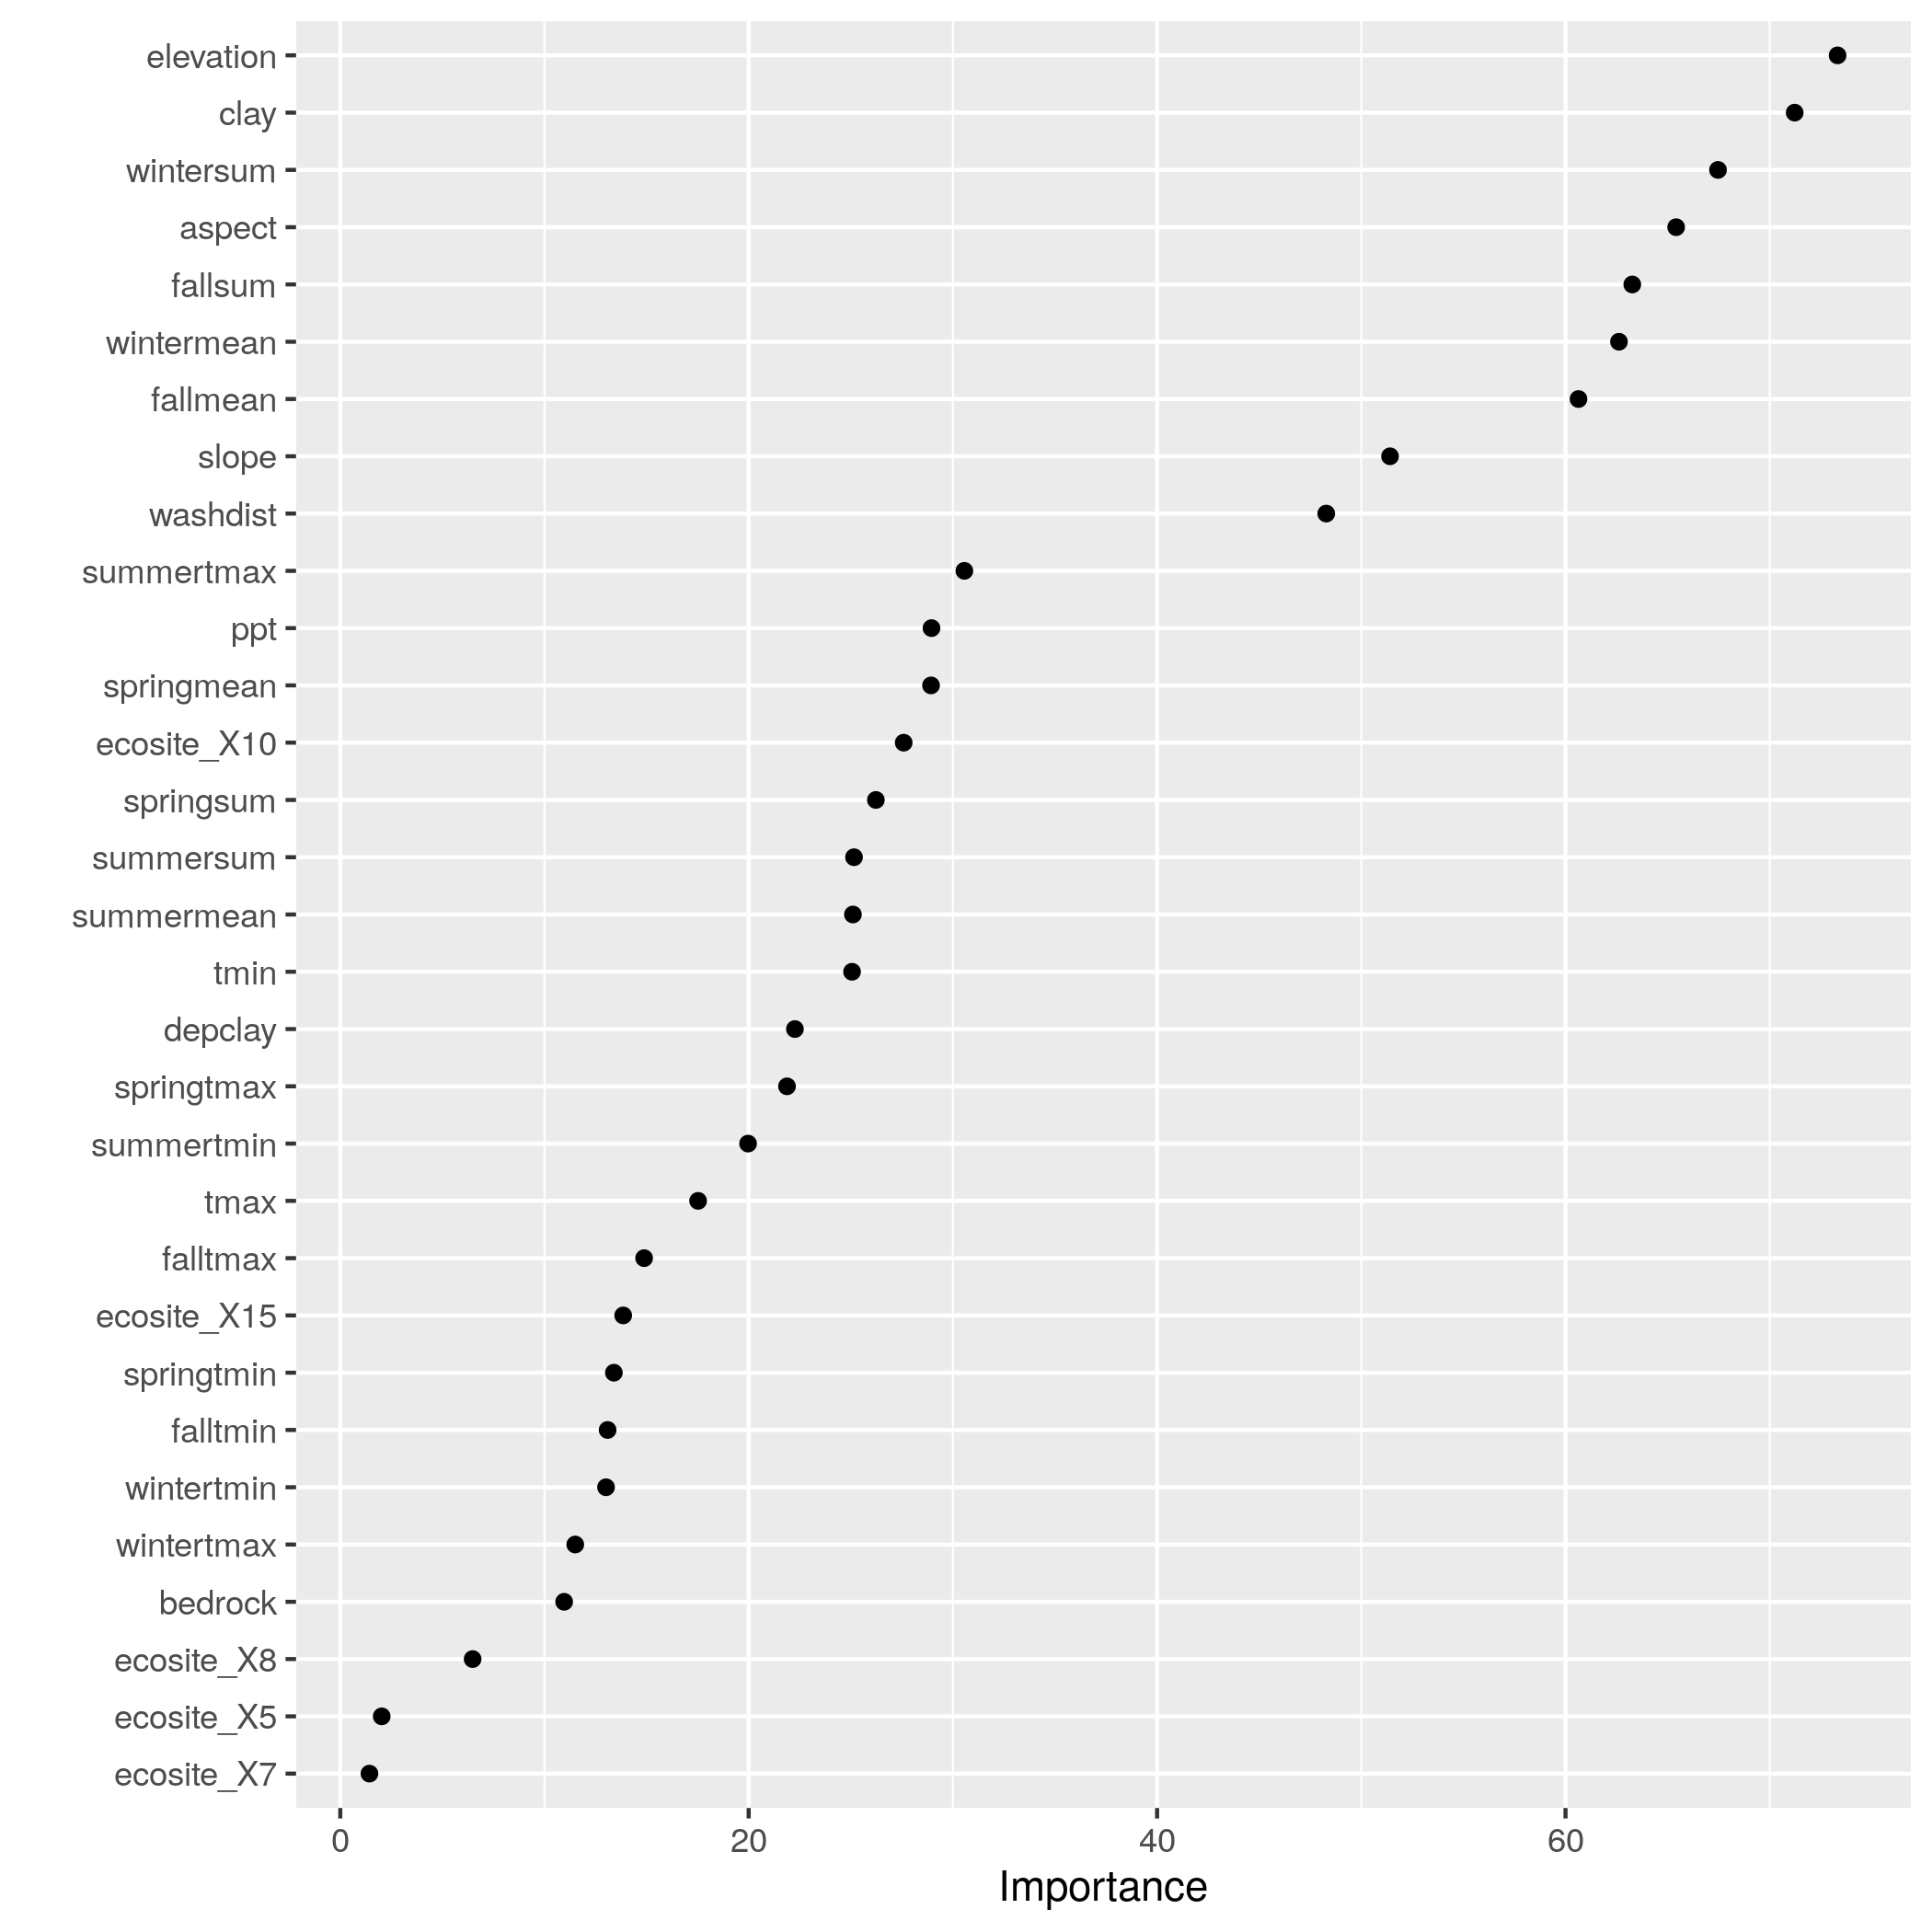 elevation
clay
wintersum
aspect
fallsum
wintermean
fallmean
slope
washdist
summertmax
ppt
springmean
ecosite_X10
springsum
summersum
summermean
tmin
depclay
springtmax
summertmin
tmax
falltmax
ecosite_X15
springtmin
falltmin
wintertmin
wintertmax
bedrock
ecosite_X8
ecosite_X5
ecosite_X7
0 20 40 60
Importance